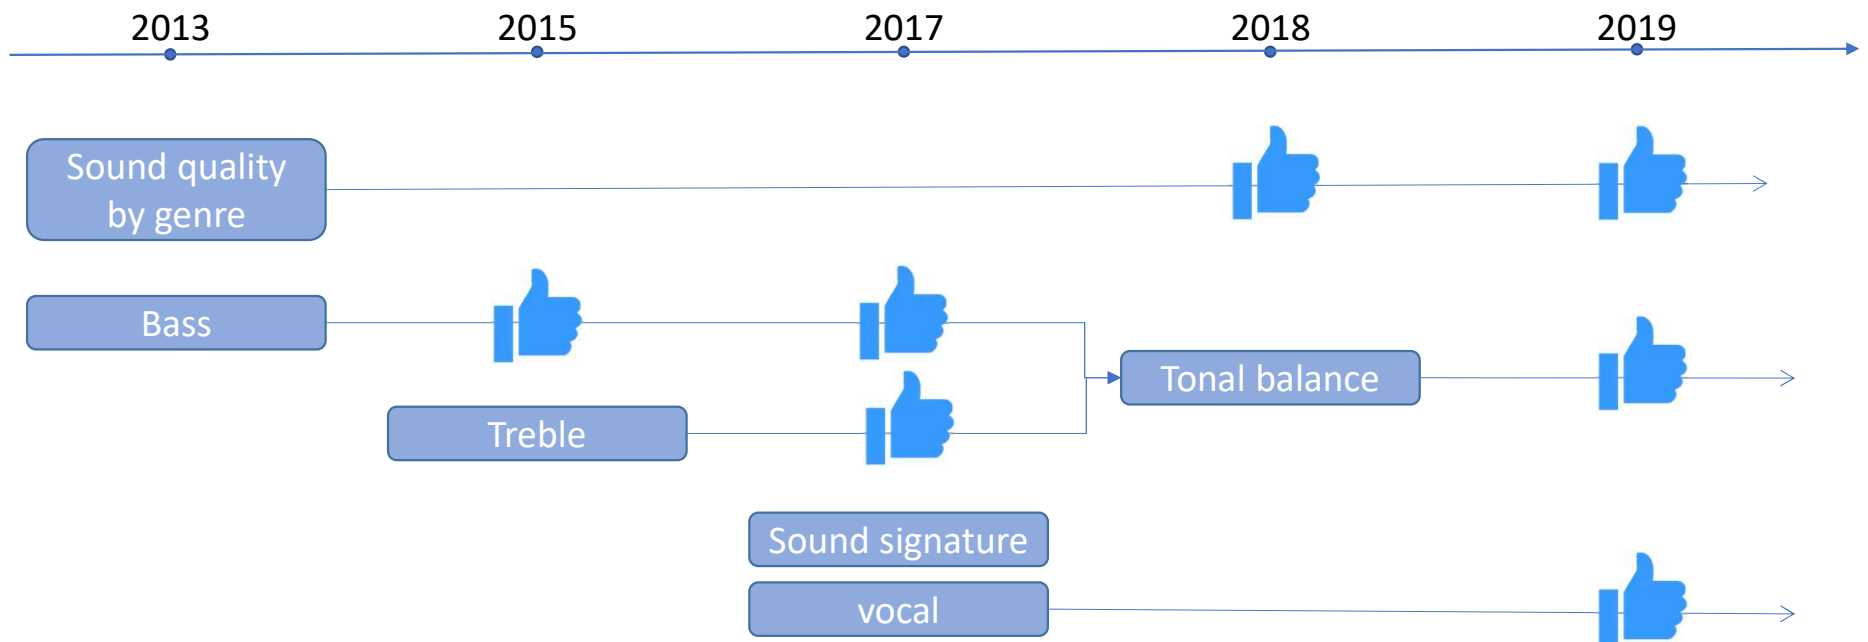 2013
2015
2017
2018
2019
Sound quality
by genre
Bass
Tonal balance
Treble
Sound signature
vocal